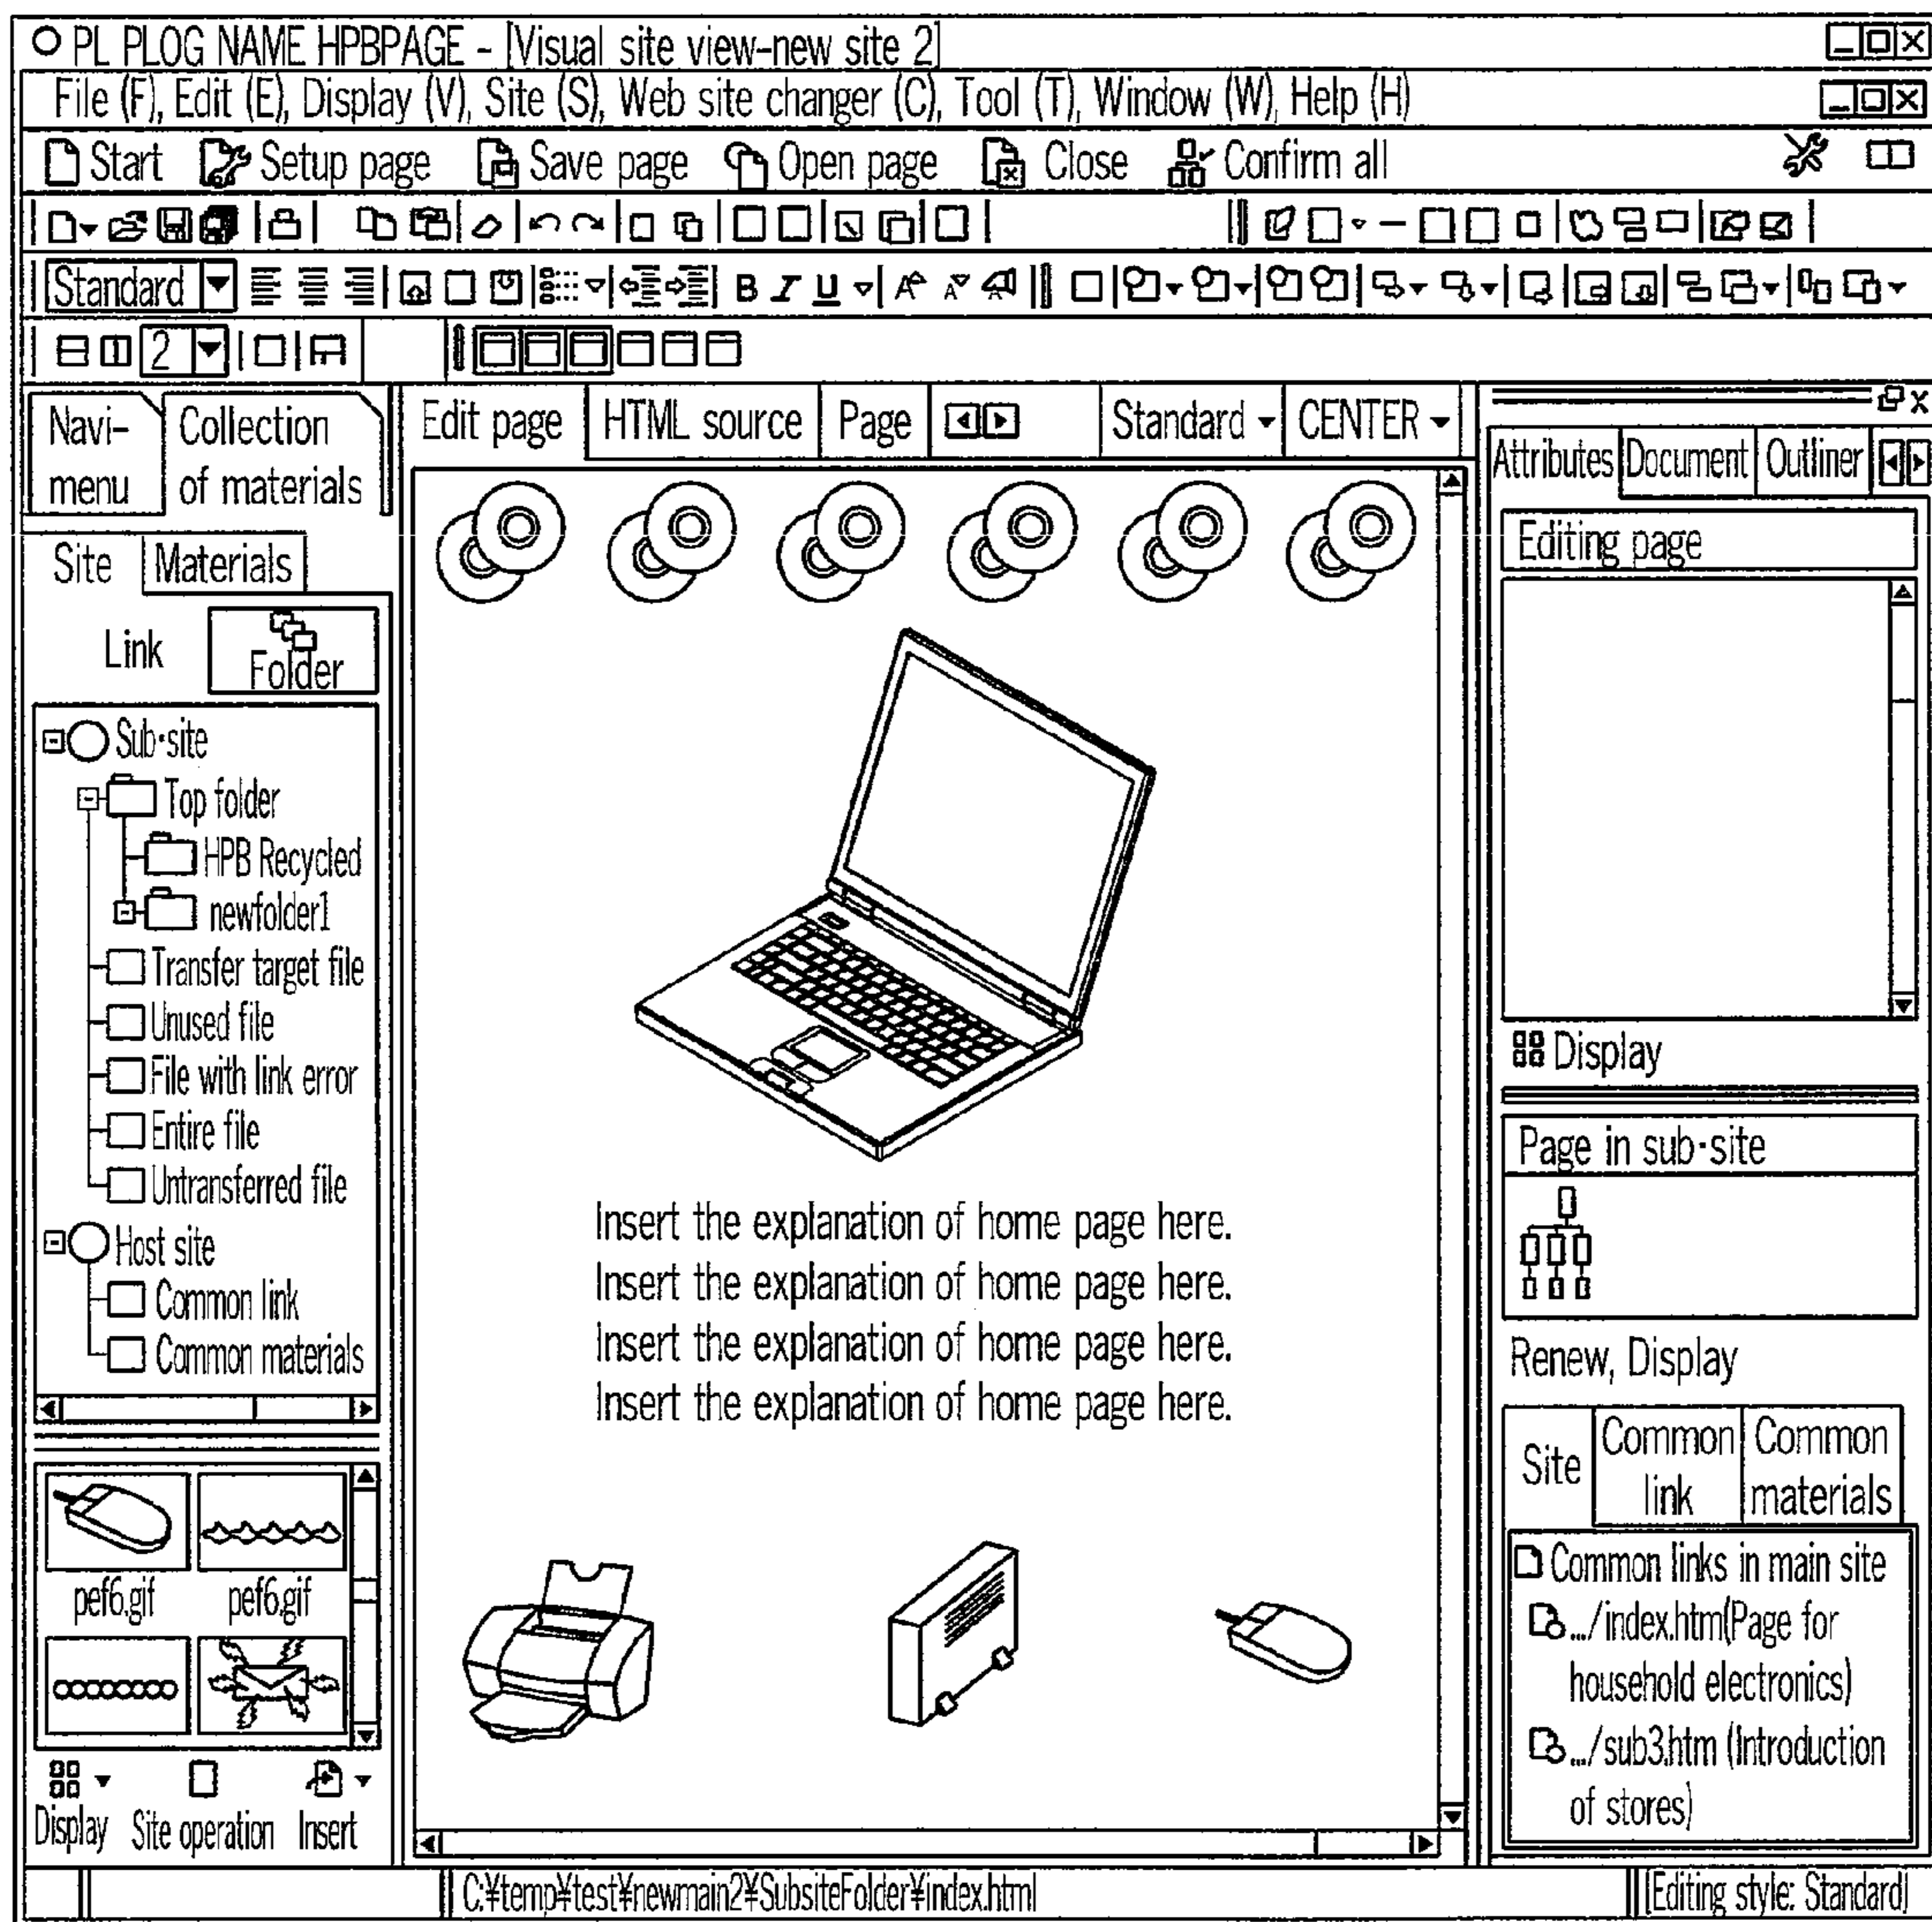 PL PLOG NAME HPBPAGE - [Visual site view-new site 2]
File (F), Edit (E), Display (V), Site (S), Web site changer (C), Tool (T), Window (W), Help (H)
Start Setup page Save page Open page Close Confirm all
Standard B I U A A
2
Navi-
menu
Collection
of materials
Site Materials
Link Folder
Sub·site
Top folder
HPB Recycled
newfolder1
Transfer target file
Unused file
File with link error
Entire file
Untransferred file
Host site
Common link
Common materials
pef6.gif pef6.gif
Display Site operation Insert
Edit page HTML source Page Standard CENTER
Insert the explanation of home page here.
Insert the explanation of home page here.
Insert the explanation of home page here.
Insert the explanation of home page here.
Attributes Document Outliner
Editing page
Display
Page in sub·site
Renew, Display
Site
Common
link
Common
materials
Common links in main site
.../index.htm(Page for
household electronics)
.../sub3.htm (Introduction
of stores)
C:¥temp¥test¥newmain2¥SubsiteFolder¥index.html
[Editing style: Standard]